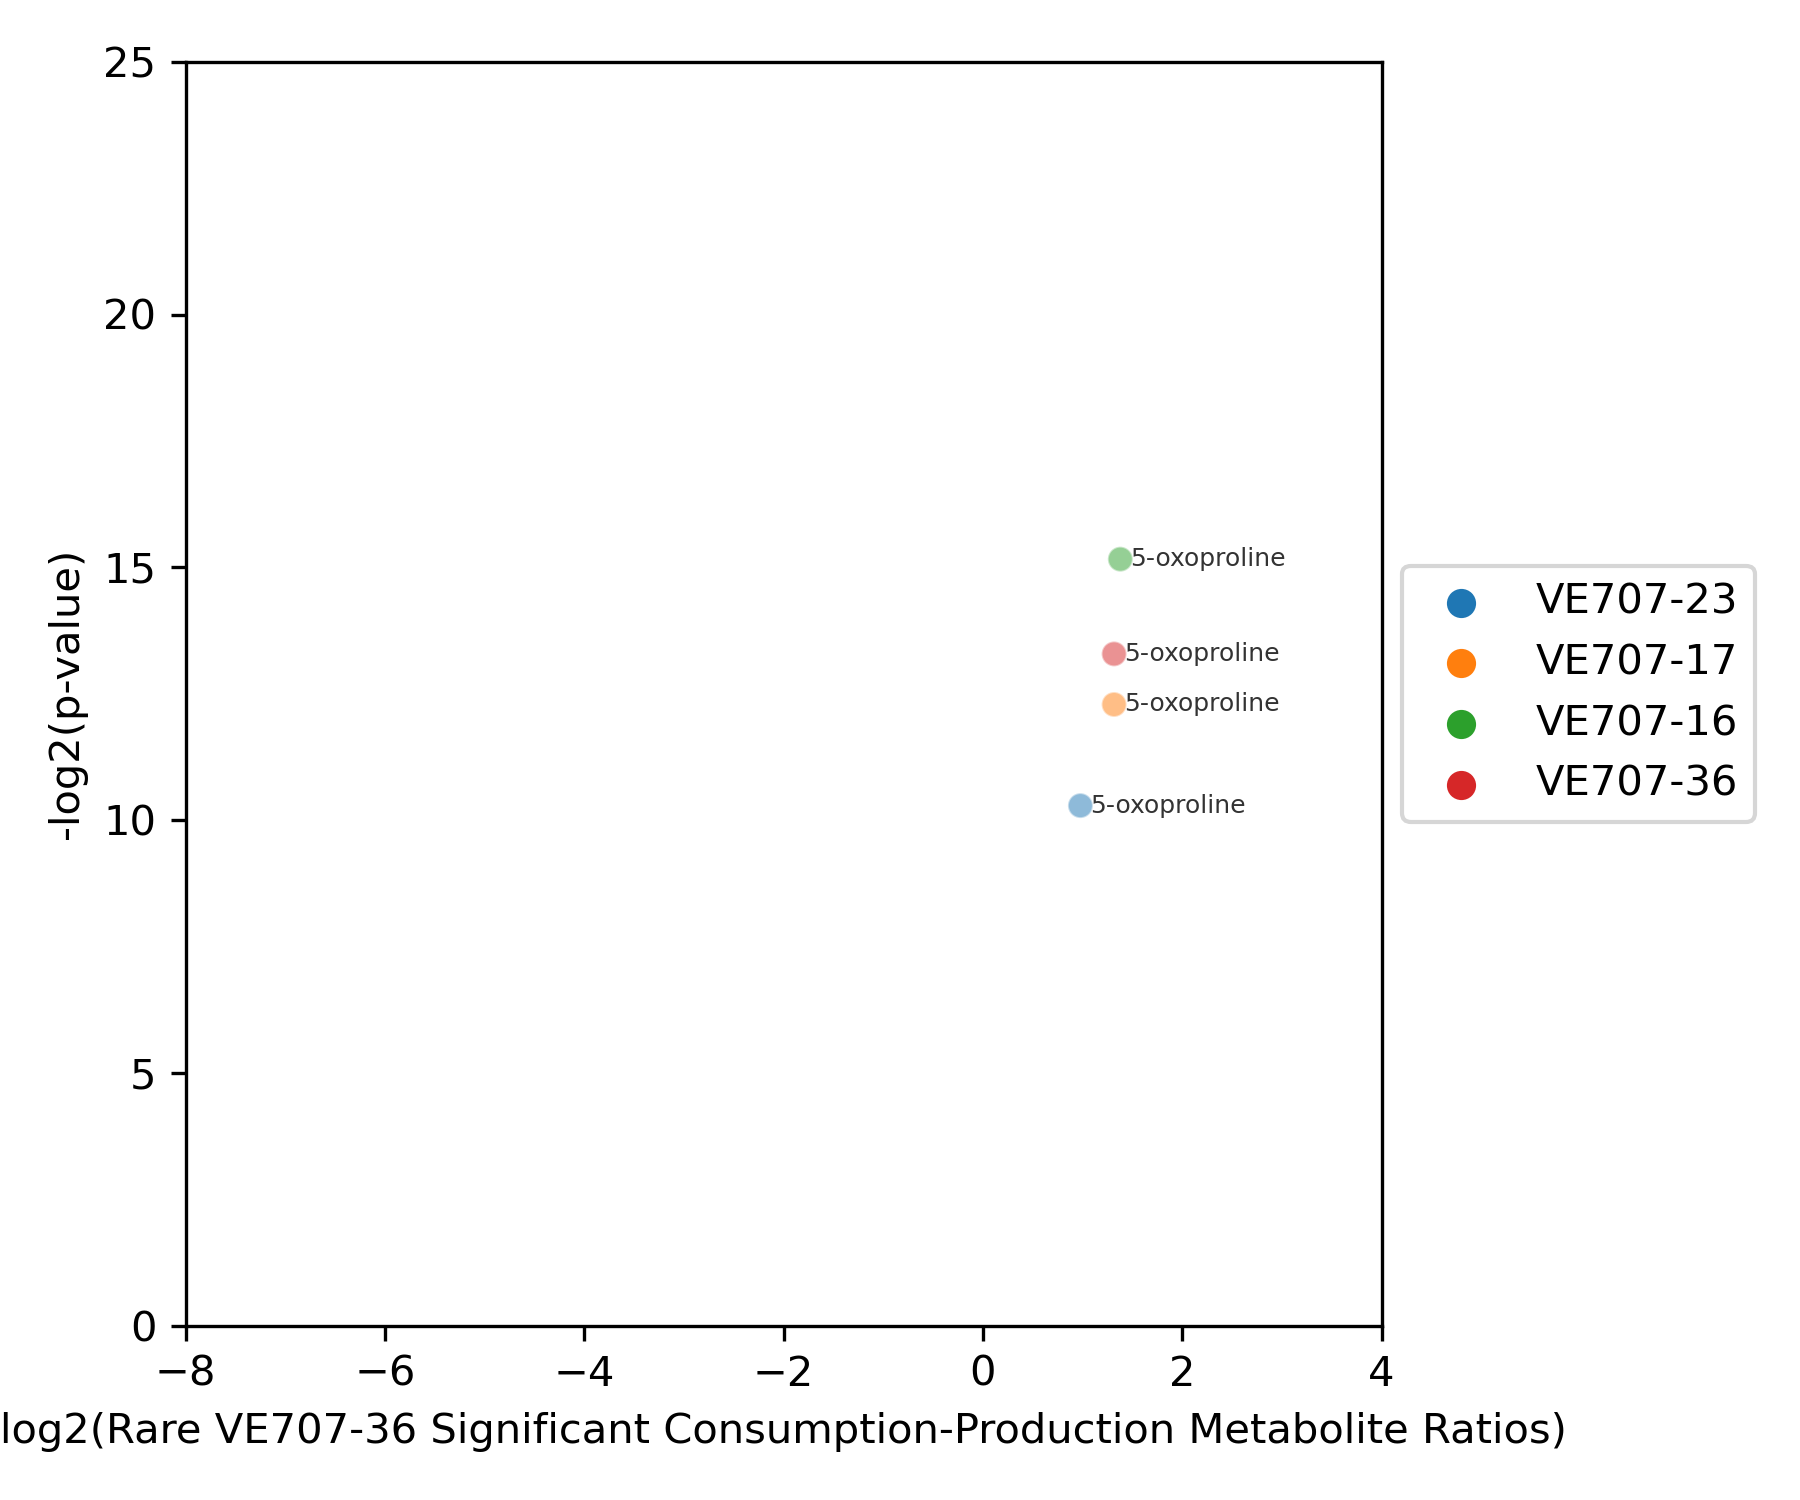 25
20
15
10
5
0
-log2(p-value)
5-oxoproline
5-oxoproline
5-oxoproline
5-oxoproline
VE707-23
VE707-17
VE707-16
VE707-36
−8 −6 −4 −2 0 2 4
log2(Rare VE707-36 Significant Consumption-Production Metabolite Ratios)